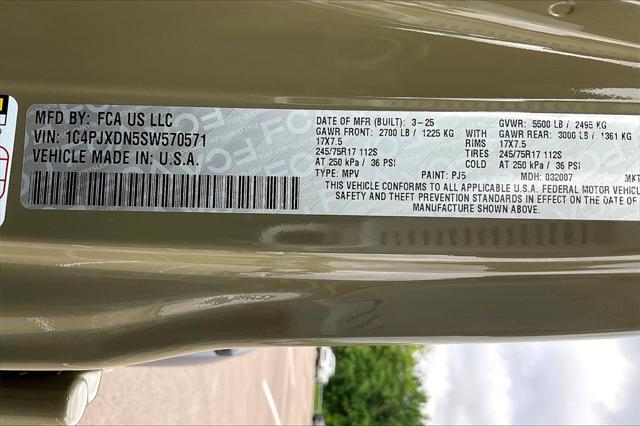 MFD BY: FCA US LLC
VIN: 1C4PJXDN5SW570571
VEHICLE MADE IN: U.S.A.
DATE OF MFR (BUILT): 3-25 GVWR: 5500 LB / 2495 KG
GAWR FRONT: 2700 LB / 1225 KG WITH GAWR REAR: 3000 LB / 1361 KG
17X7.5 RIMS 17X7.5
245/75R17 112S TIRES 245/75R17 112S
AT 250 kPa / 36 PSI COLD AT 250 kPa / 36 PSI
TYPE: MPV PAINT: PJ5 MDH: 032007 MKT
THIS VEHICLE CONFORMS TO ALL APPLICABLE U.S.A. FEDERAL MOTOR VEHICL
SAFETY AND THEFT PREVENTION STANDARDS IN EFFECT ON THE DATE OF
MANUFACTURE SHOWN ABOVE.